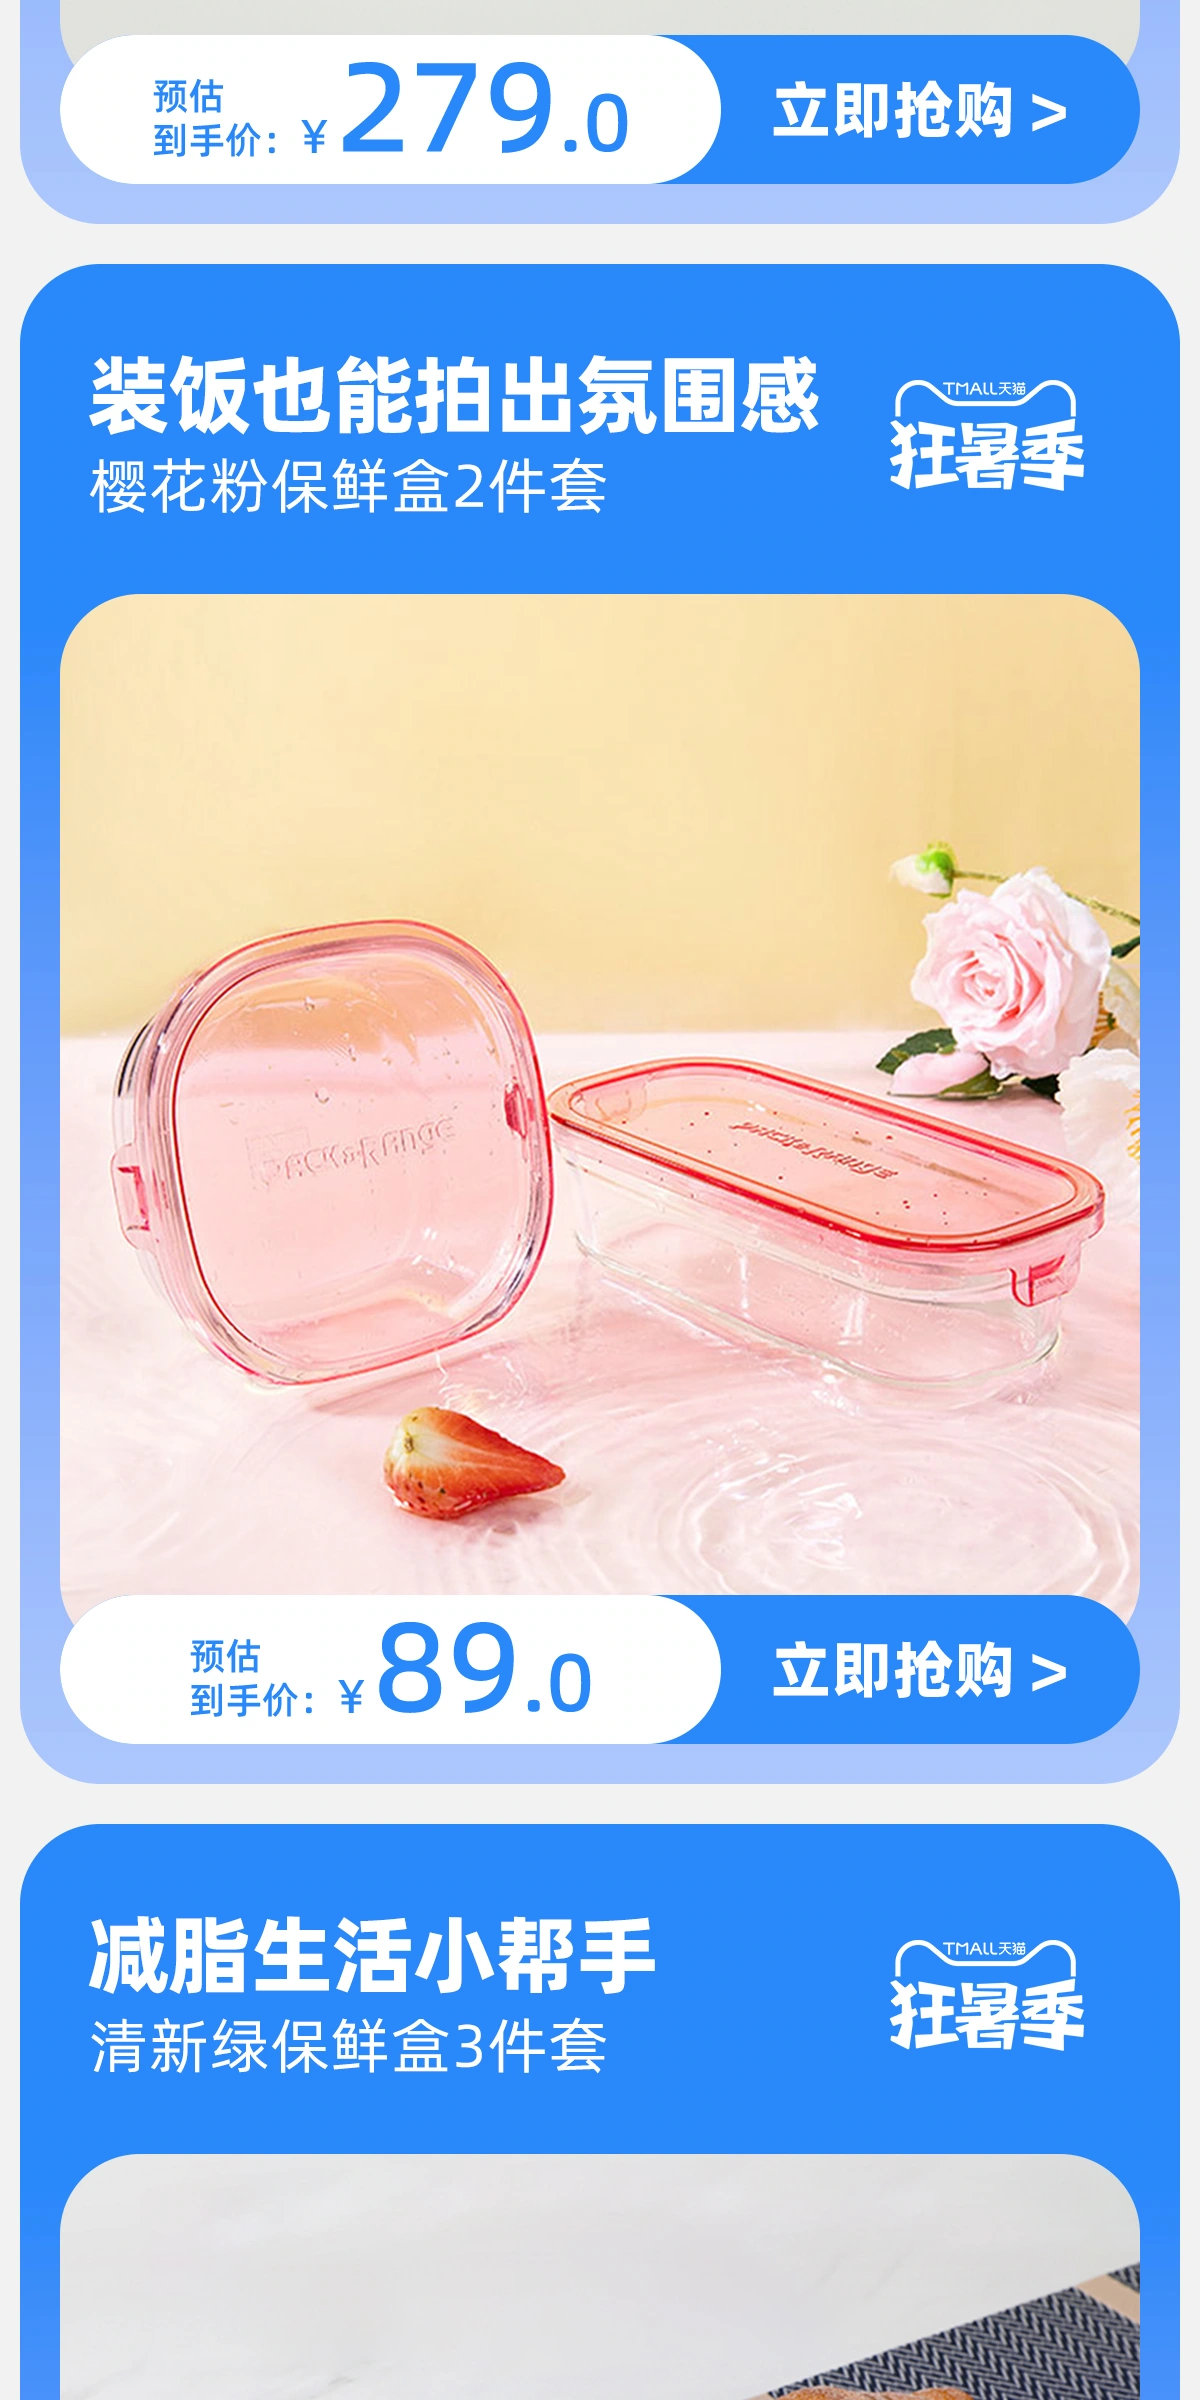 预估
到手价：¥279.0
立即抢购 >
装饭也能拍出氛围感
樱花粉保鲜盒2件套
TMALL天猫
狂暑季
预估
到手价：¥89.0
立即抢购 >
减脂生活小帮手
清新绿保鲜盒3件套
TMALL天猫
狂暑季